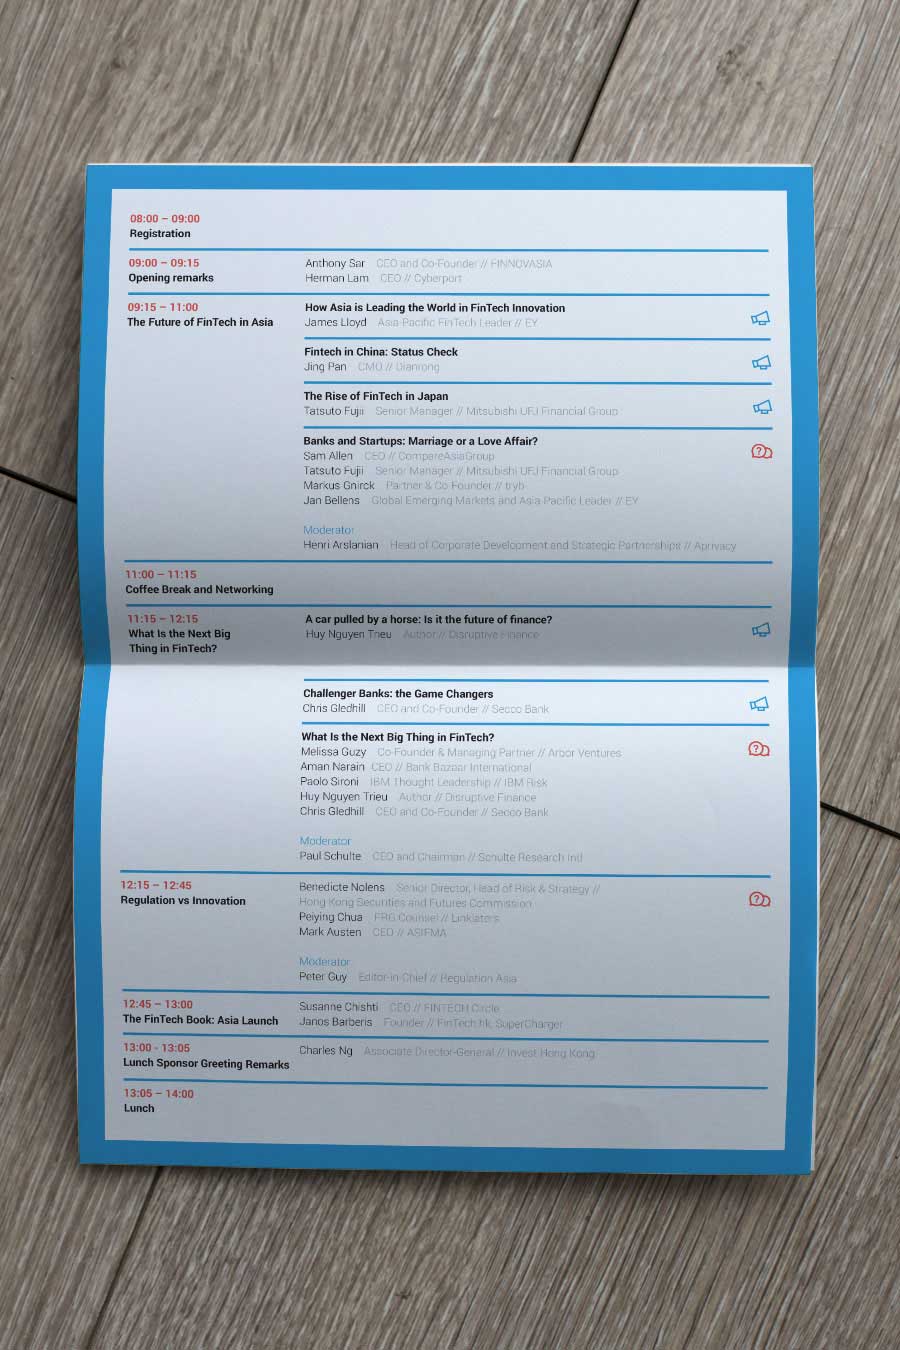 08:00 – 09:00
Registration
09:00 – 09:15
Opening remarks
Anthony Sar CEO and Co-Founder // FINNOVASIA
Herman Lam CEO // Cyberport
09:15 – 11:00
The Future of FinTech in Asia
How Asia is Leading the World in FinTech Innovation
James Lloyd Asia-Pacific FinTech Leader // EY
Fintech in China: Status Check
Jing Pan CMO // Dianrong
The Rise of FinTech in Japan
Tatsuto Fujii Senior Manager // Mitsubishi UFJ Financial Group
Banks and Startups: Marriage or a Love Affair?
Sam Allen CEO // CompareAsiaGroup
Tatsuto Fujii Senior Manager // Mitsubishi UFJ Financial Group
Markus Gnirck Partner & Co-Founder // tryb
Jan Bellens Global Emerging Markets and Asia-Pacific Leader // EY
Moderator
Henri Arslanian Head of Corporate Development and Strategic Partnerships // Aprivacy
11:00 – 11:15
Coffee Break and Networking
11:15 – 12:15
What Is the Next Big
Thing in FinTech?
A car pulled by a horse: Is it the future of finance?
Huy Nguyen Trieu Author // Disruptive Finance
Challenger Banks: the Game Changers
Chris Gledhill CEO and Co-Founder // Secco Bank
What Is the Next Big Thing in FinTech?
Melissa Guzy Co-Founder & Managing Partner // Arbor Ventures
Aman Narain CEO // Bank Bazaar International
Paolo Sironi IBM Thought Leadership // IBM Risk
Huy Nguyen Trieu Author // Disruptive Finance
Chris Gledhill CEO and Co-Founder // Secco Bank
Moderator
Paul Schulte CEO and Chairman // Schulte Research Intl
12:15 – 12:45
Regulation vs Innovation
Benedicte Nolens Senior Director, Head of Risk & Strategy //
Hong Kong Securities and Futures Commission
Peiying Chua FRG Counsel // Linklaters
Mark Austen CEO // ASIFMA
Moderator
Peter Guy Editor-in-Chief // Regulation Asia
12:45 – 13:00
The FinTech Book: Asia Launch
Susanne Chishti CEO // FINTECH Circle
Janos Barberis Founder // FinTech.hk, SuperCharger
13:00 - 13:05
Lunch Sponsor Greeting Remarks
Charles Ng Associate Director-General // Invest Hong Kong
13:05 – 14:00
Lunch